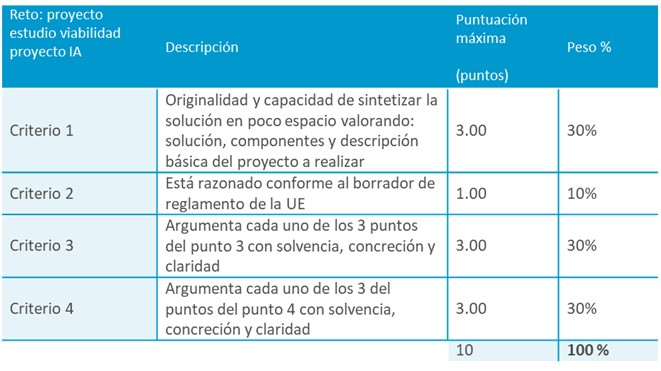 Reto: proyecto
estudio viabilidad
proyecto IA
Descripción
Puntuación
máxima
(puntos)
Peso %
Criterio 1
Originalidad y capacidad de sintetizar la
solución en poco espacio valorando:
solución, componentes y descripción
básica del proyecto a realizar
3.00
30%
Criterio 2
Está razonado conforme al borrador de
reglamento de la UE
1.00
10%
Criterio 3
Argumenta cada uno de los 3 puntos
del punto 3 con solvencia, concreción y
claridad
3.00
30%
Criterio 4
Argumenta cada uno de los 3 del
puntos del punto 4 con solvencia,
concreción y claridad
3.00
30%
10
100 %